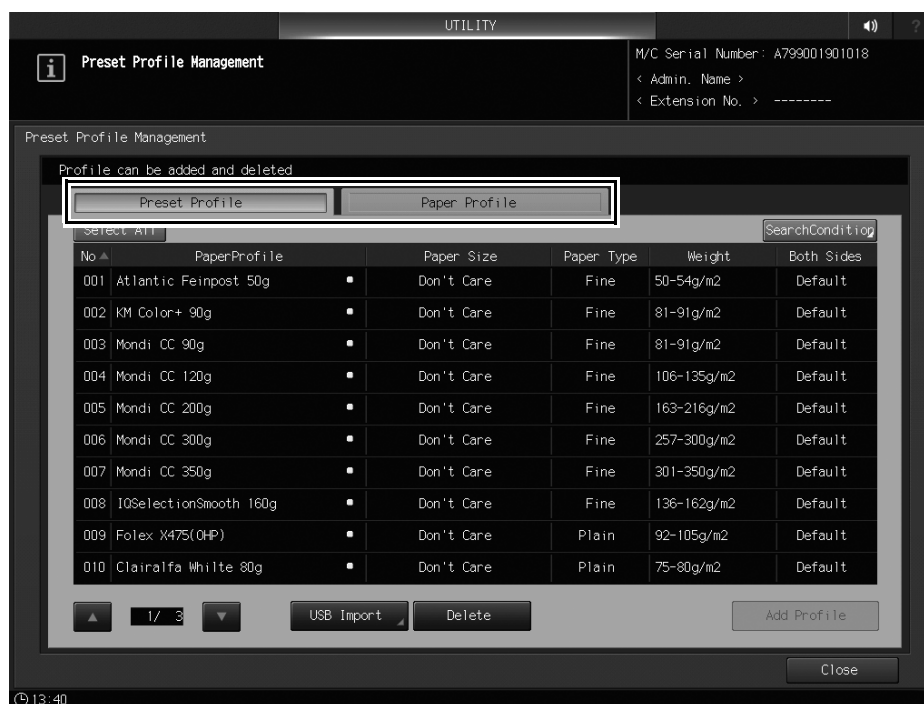 UTILITY
?
Preset Profile Management
M/C Serial Number: A799001901018
< Admin. Name >
< Extension No. > --------
Preset Profile Management
Profile can be added and deleted
Preset Profile Paper Profile
Select All SearchCondition
No PaperProfile Paper Size Paper Type Weight Both Sides
001 Atlantic Feinpost 50g Don't Care Fine 50-54g/m2 Default
002 KM Color+ 90g Don't Care Fine 81-91g/m2 Default
003 Mondi CC 90g Don't Care Fine 81-91g/m2 Default
004 Mondi CC 120g Don't Care Fine 106-135g/m2 Default
005 Mondi CC 200g Don't Care Fine 163-216g/m2 Default
006 Mondi CC 300g Don't Care Fine 257-300g/m2 Default
007 Mondi CC 350g Don't Care Fine 301-350g/m2 Default
008 IQSelectionSmooth 160g Don't Care Fine 136-162g/m2 Default
009 Folex X475(OHP) Don't Care Plain 92-105g/m2 Default
010 Clairalfa Whilte 80g Don't Care Plain 75-80g/m2 Default
1/ 3 USB Import Delete Add Profile
Close
13:40